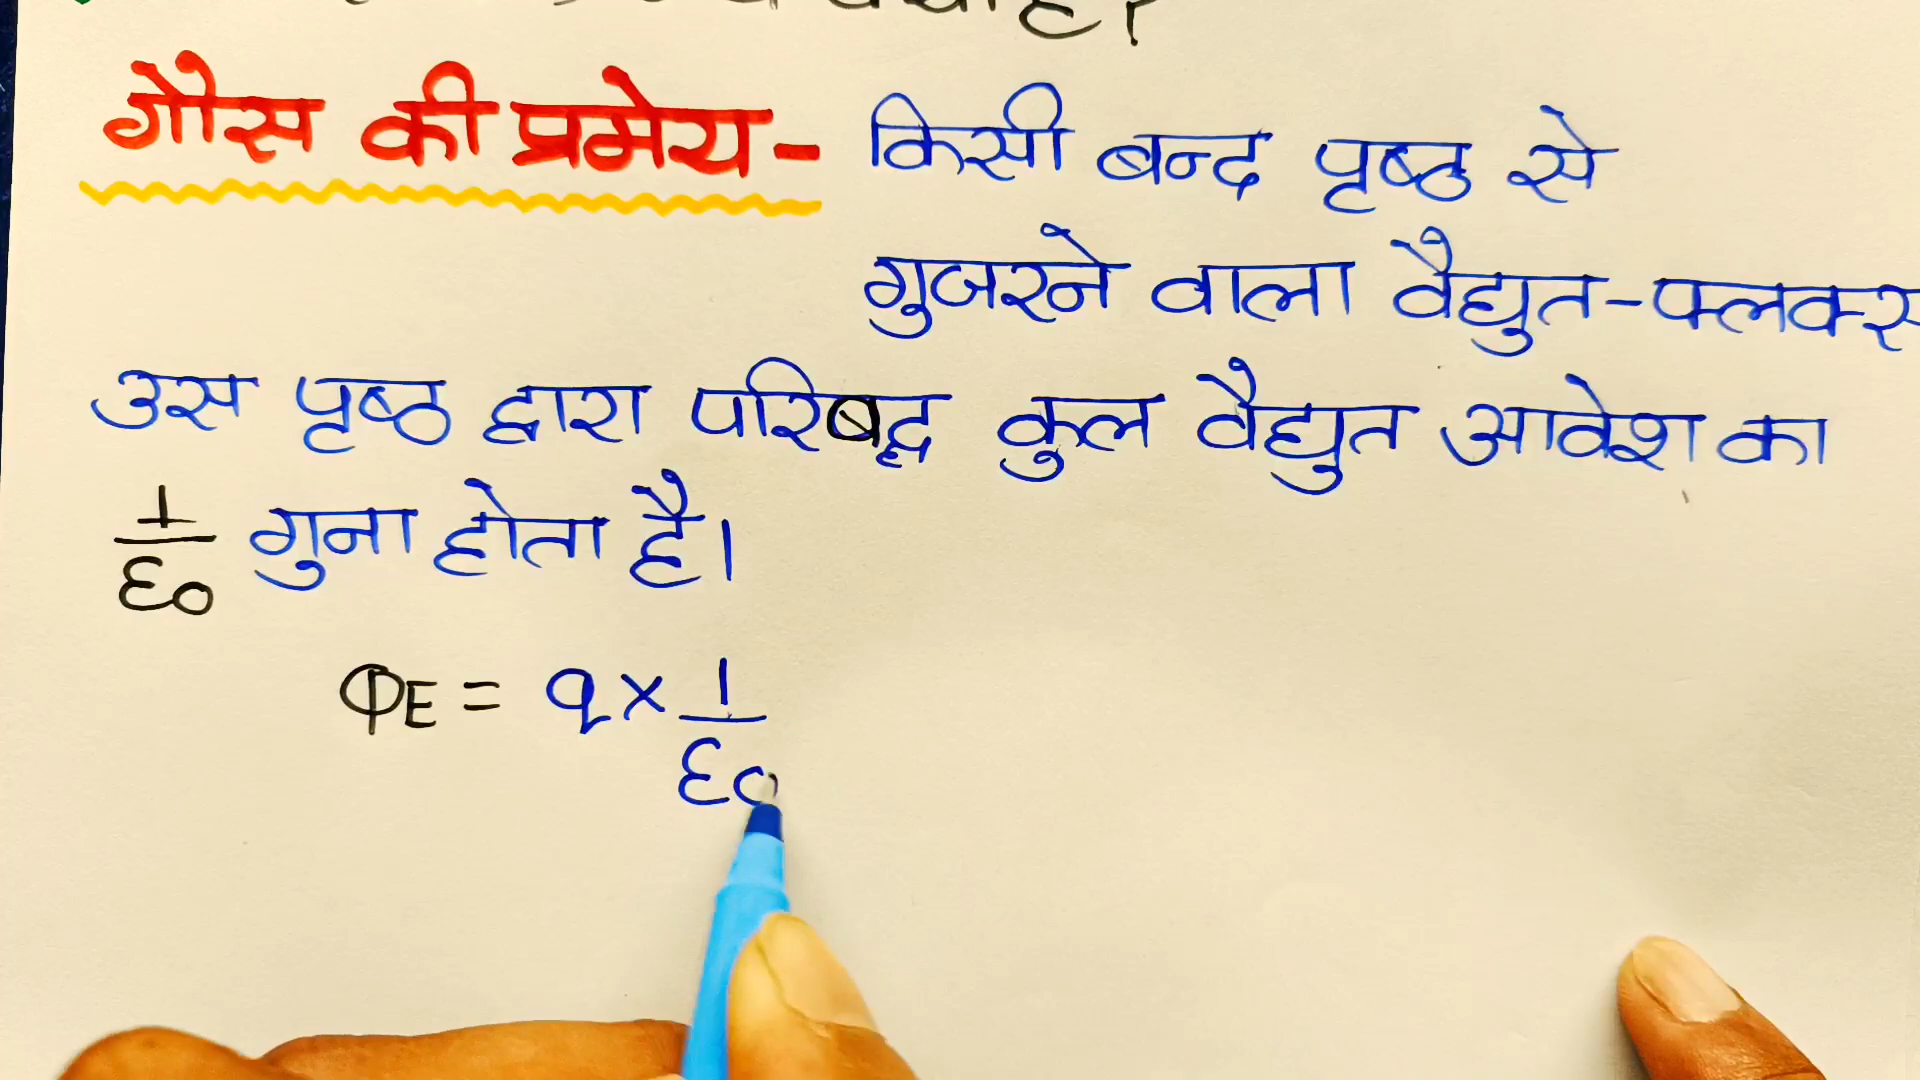 गौस की प्रमेय- किसी बन्द पृष्ठ से
गुजरने वाला वैद्युत-फ्लक्स
उस पृष्ठ द्वारा परिबद्ध कुल वैद्युत आवेश का
1/ε0 गुना होता है।
ΦE = q × 1/ε0